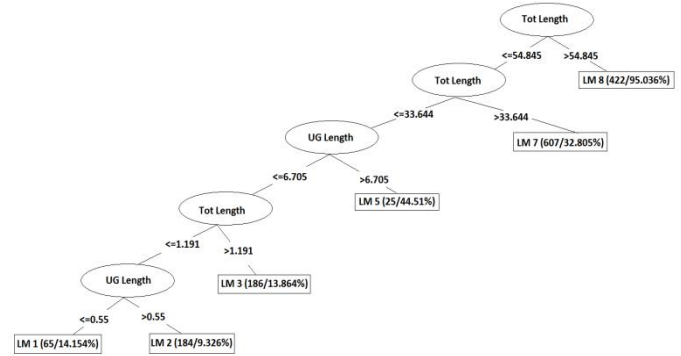 Tot Length
<=54.845
>54.845
Tot Length
LM 8 (422/95.036%)
<=33.644
>33.644
UG Length
LM 7 (607/32.805%)
<=6.705
>6.705
Tot Length
LM 5 (25/44.51%)
<=1.191
>1.191
UG Length
LM 3 (186/13.864%)
<=0.55
>0.55
LM 1 (65/14.154%)
LM 2 (184/9.326%)